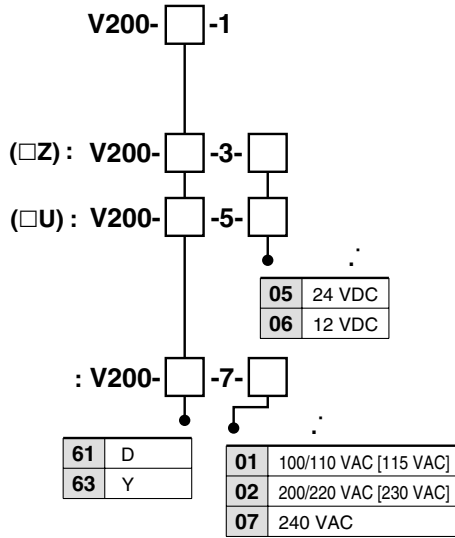 V200-□-1
(□Z) : V200-□-3-□
(□U) : V200-□-5-□
05 24 VDC
06 12 VDC
: V200-□-7-□
61 D
63 Y
01 100/110 VAC [115 VAC]
02 200/220 VAC [230 VAC]
07 240 VAC